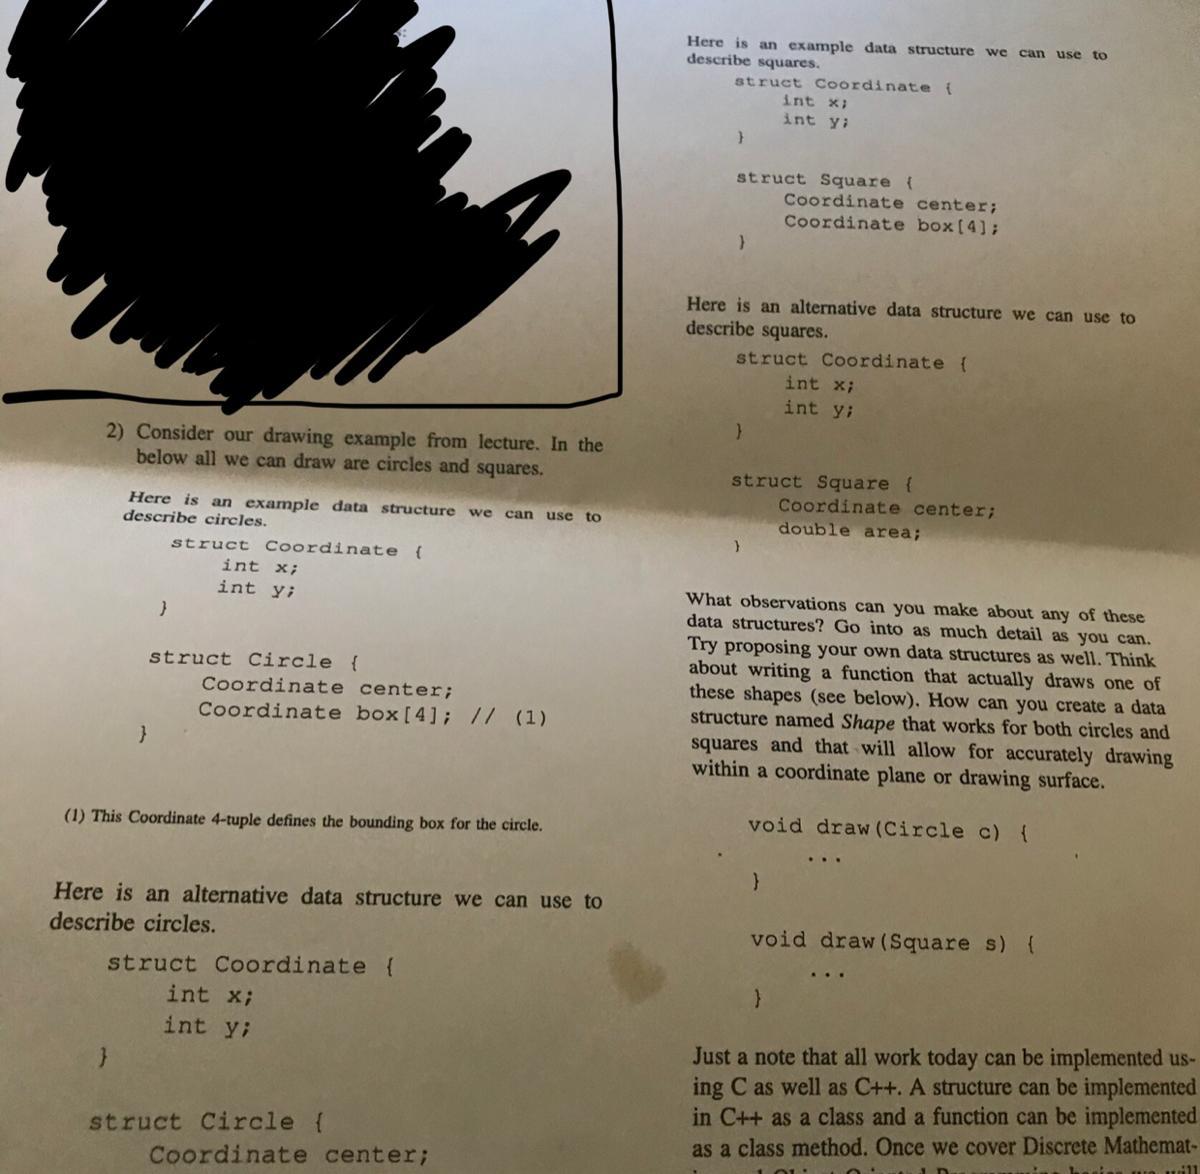 2) Consider our drawing example from lecture. In the
below all we can draw are circles and squares.
Here is an example data structure we can use to
describe circles.
struct Coordinate {
int x;
int y;
}
struct Circle {
Coordinate center;
Coordinate box[4]; // (1)
}
(1) This Coordinate 4-tuple defines the bounding box for the circle.
Here is an alternative data structure we can use to
describe circles.
struct Coordinate {
int x;
int y;
}
struct Circle {
Coordinate center;
Here is an example data structure we can use to
describe squares.
struct Coordinate {
int x;
int y;
}
struct Square {
Coordinate center;
Coordinate box[4];
}
Here is an alternative data structure we can use to
describe squares.
struct Coordinate {
int x;
int y;
}
struct Square {
Coordinate center;
double area;
}
What observations can you make about any of these
data structures? Go into as much detail as you can.
Try proposing your own data structures as well. Think
about writing a function that actually draws one of
these shapes (see below). How can you create a data
structure named Shape that works for both circles and
squares and that will allow for accurately drawing
within a coordinate plane or drawing surface.
void draw(Circle c) {
...
}
void draw(Square s) {
...
}
Just a note that all work today can be implemented us-
ing C as well as C++. A structure can be implemented
in C++ as a class and a function can be implemented
as a class method. Once we cover Discrete Mathemat-